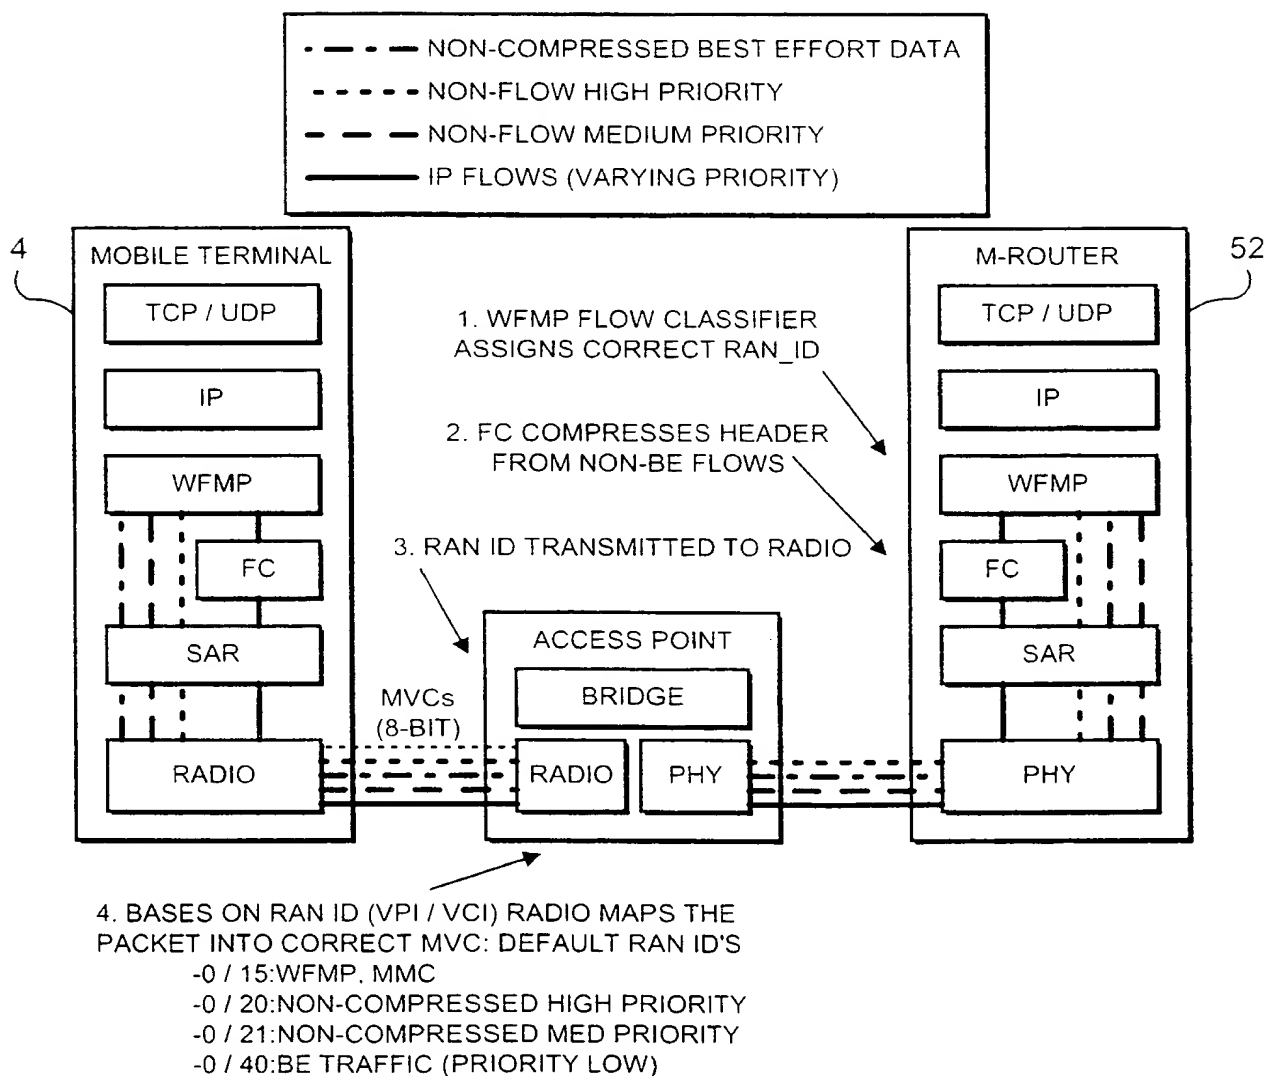 NON-COMPRESSED BEST EFFORT DATA
NON-FLOW HIGH PRIORITY
NON-FLOW MEDIUM PRIORITY
IP FLOWS (VARYING PRIORITY)
4
MOBILE TERMINAL
TCP / UDP
IP
WFMP
FC
SAR
RADIO
1. WFMP FLOW CLASSIFIER
ASSIGNS CORRECT RAN_ID
2. FC COMPRESSES HEADER
FROM NON-BE FLOWS
3. RAN ID TRANSMITTED TO RADIO
MVCs
(8-BIT)
ACCESS POINT
BRIDGE
RADIO
PHY
52
M-ROUTER
TCP / UDP
IP
WFMP
FC
SAR
PHY
4. BASES ON RAN ID (VPI / VCI) RADIO MAPS THE
PACKET INTO CORRECT MVC: DEFAULT RAN ID'S
-0 / 15:WFMP, MMC
-0 / 20:NON-COMPRESSED HIGH PRIORITY
-0 / 21:NON-COMPRESSED MED PRIORITY
-0 / 40:BE TRAFFIC (PRIORITY LOW)